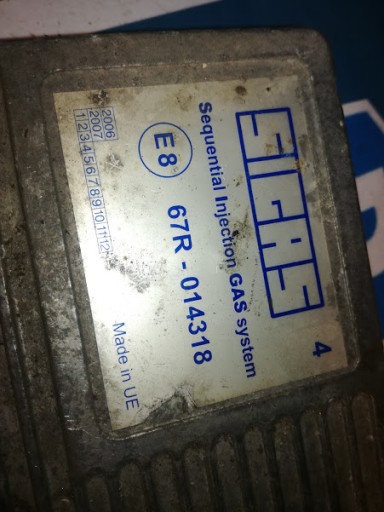 SIGAS 4
Sequential Injection GAS system
E8 67R - 014318
2006
2007
1 2 3 4 5 6 7 8 9 10 11 12
Made in UE